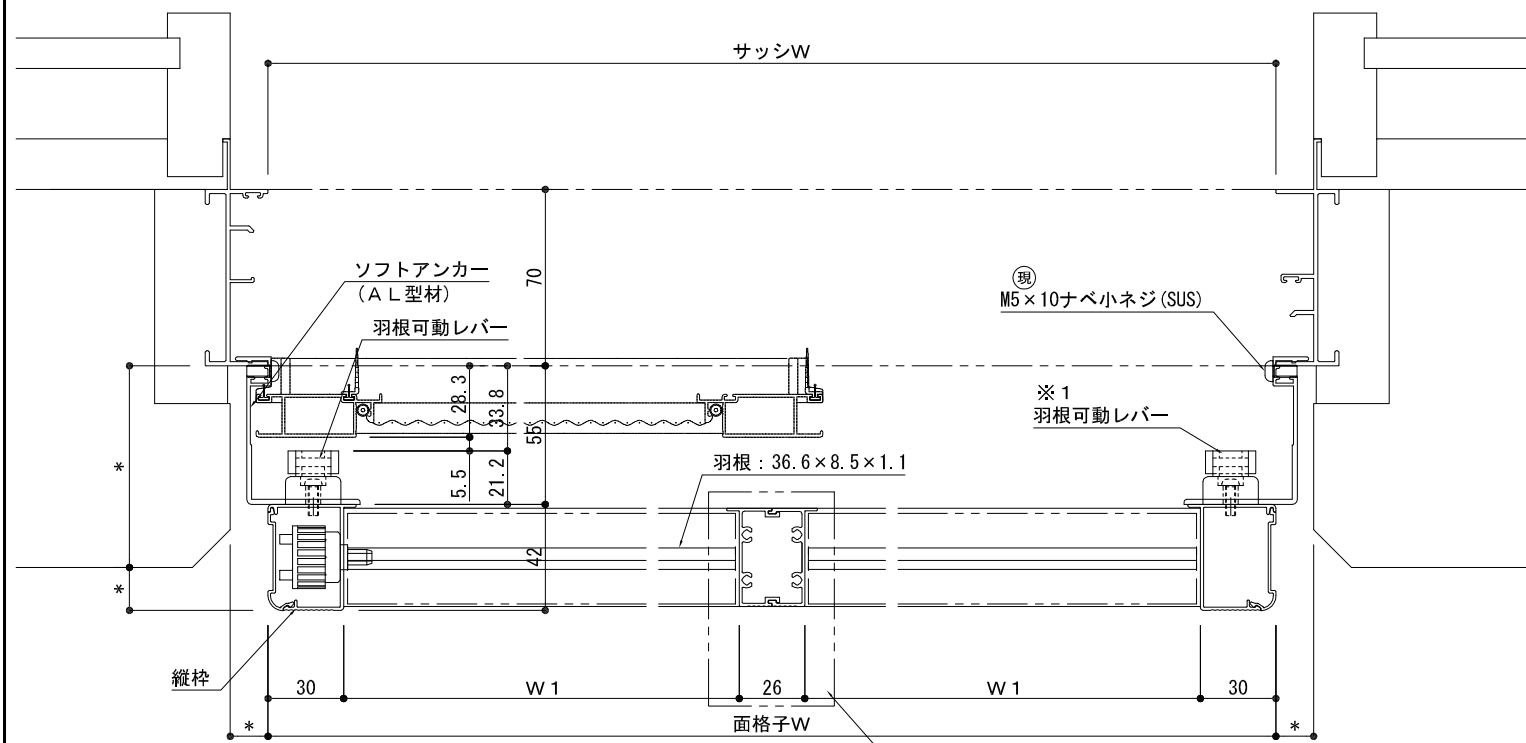 サッシW
70
ソフトアンカー
(AL型材)
羽根可動レバー
現
M5×10ナベ小ネジ(SUS)
28.3
33.8
55
※1
羽根可動レバー
*
5.5
21.2
羽根：36.6×8.5×1.1
42
*
縦枠
30
W1
26
W1
30
*
面格子W
*